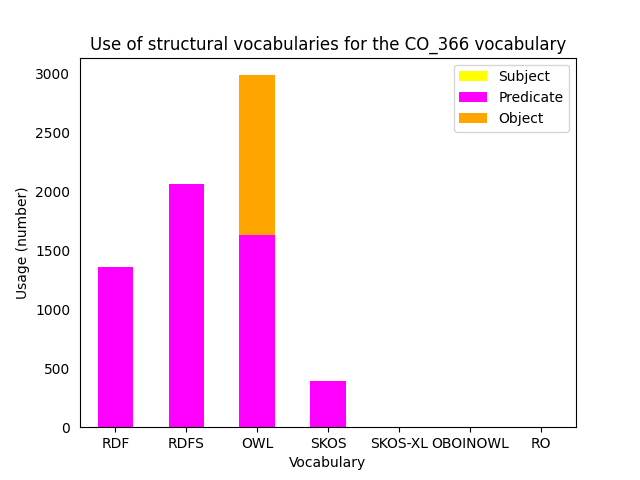 Use of structural vocabularies for the CO_366 vocabulary
Subject
Predicate
Object
3000
2500
2000
1500
1000
500
0
Usage (number)
RDF RDFS OWL SKOS SKOS-XL OBOINOWL RO
Vocabulary